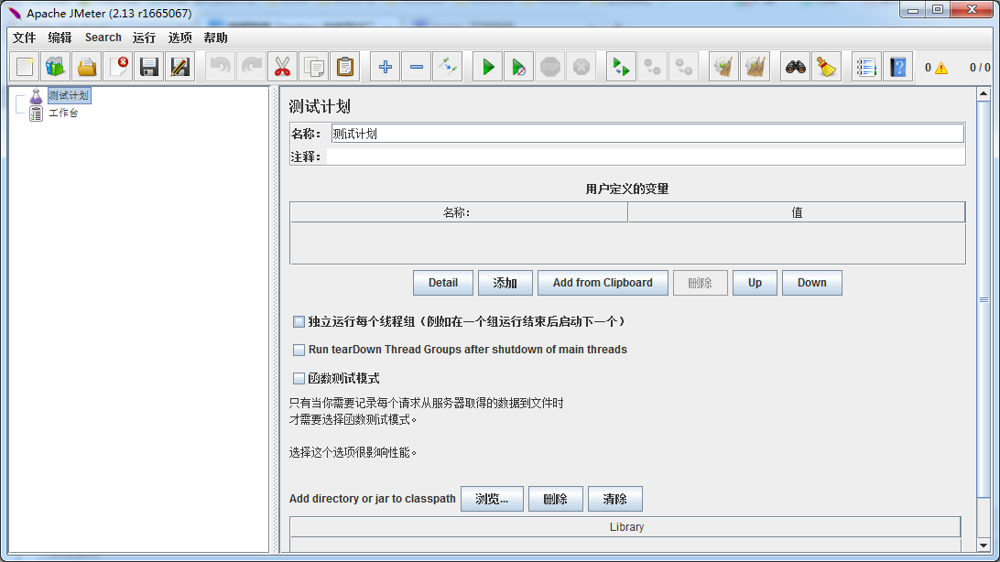 Apache JMeter (2.13 r1665067)
文件 编辑 Search 运行 选项 帮助
STOP 0 0 / 0
测试计划
工作台
测试计划
名称： 测试计划
注释：
用户定义的变量
名称： 值
Detail 添加 Add from Clipboard 删除 Up Down
独立运行每个线程组（例如在一个组运行结束后启动下一个）
Run tearDown Thread Groups after shutdown of main threads
函数测试模式
只有当你需要记录每个请求从服务器取得的数据到文件时
才需要选择函数测试模式。
选择这个选项很影响性能。
Add directory or jar to classpath 浏览... 删除 清除
Library